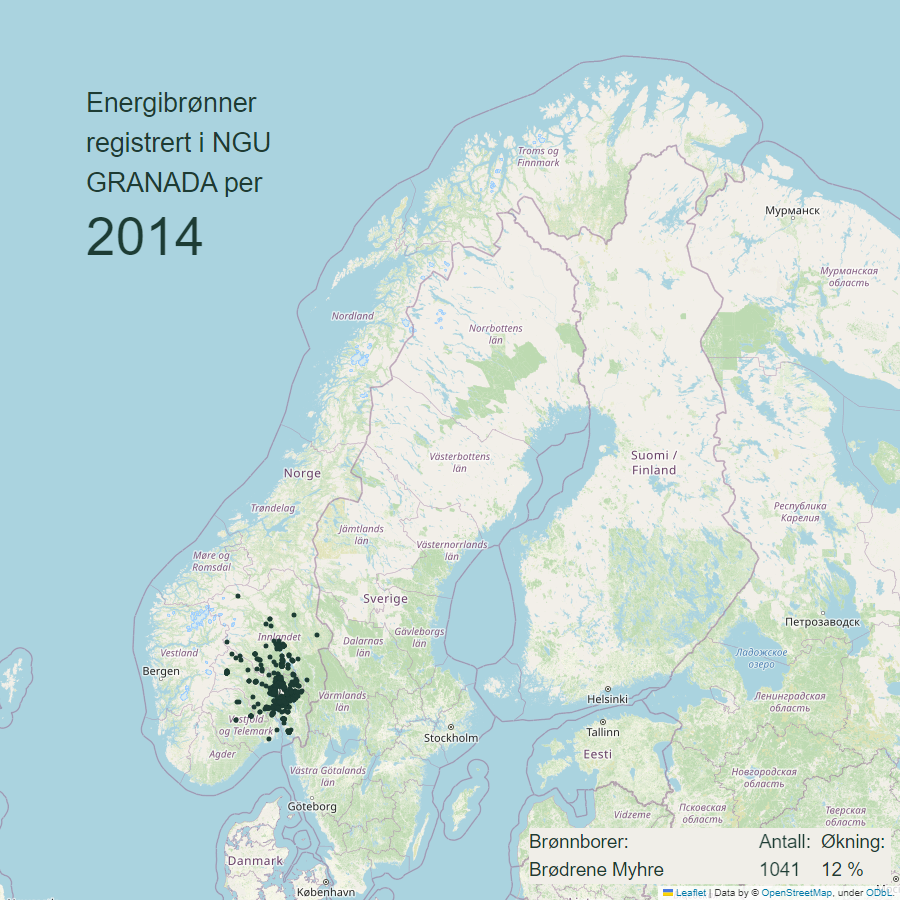 Energibrønner
registrert i NGU
GRANADA per
2014
Troms og
Finnmark
Мурманск
Мурманская
область
Nordland
Norrbottens
län
Norge
Västerbottens
län
Suomi /
Finland
Trøndelag
Республика
Карелия
Jämtlands
län
Västernorrlands
län
Møre og
Romsdal
Sverige
Петрозаводск
Innlandet
Dalarnas
län
Gävleborgs
län
Vestland
Ладожское
озеро
Bergen
Värmlands
län
Helsinki
Ленинградская
область
Vestfold
og Telemark
Stockholm
Tallinn
Agder
Eesti
Västra Götalands
län
Новгородская
область
Göteborg
Vidzeme
Псковская
область
Тверская
область
Danmark
København
Brønnborer: Antall: Økning:
Brødrene Myhre 1041 12 %
Leaflet | Data by © OpenStreetMap, under ODbL.